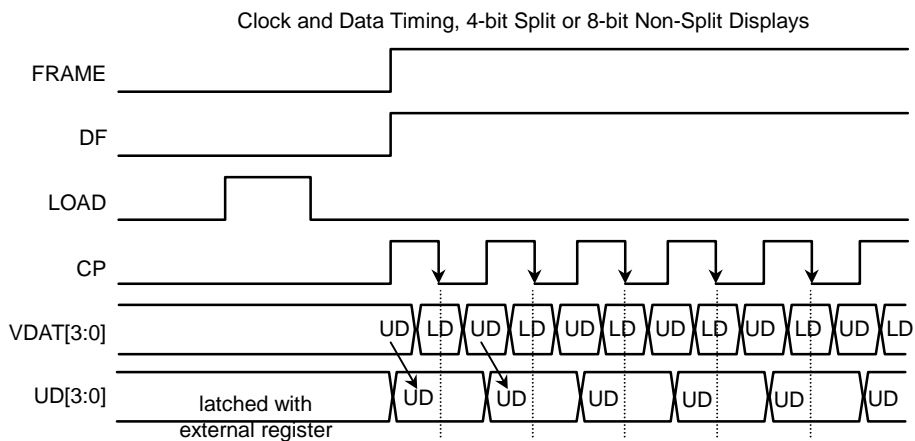 Clock and Data Timing, 4-bit Split or 8-bit Non-Split Displays
FRAME
DF
LOAD
CP
VDAT[3:0]
UD LD UD LD UD LD UD LD UD LD UD LD
UD[3:0]
UD UD UD UD UD UD
latched with
external register